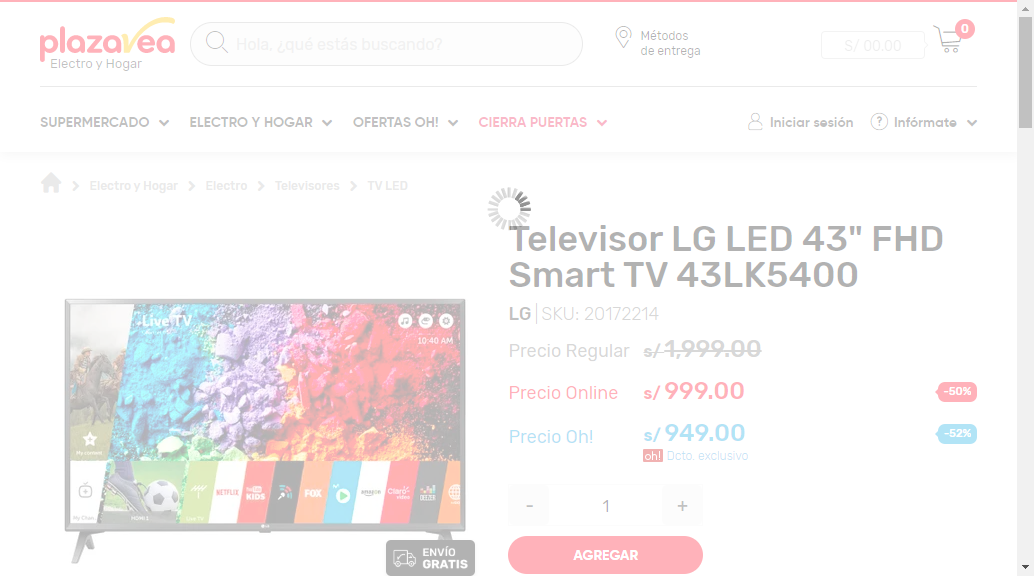 plazavea
Electro y Hogar
Hola, ¿qué estás buscando?
Métodos
de entrega
S/ 00.00
0
SUPERMERCADO
ELECTRO Y HOGAR
OFERTAS OH!
CIERRA PUERTAS
Iniciar sesión
Infórmate
Electro y Hogar
Electro
Televisores
TV LED
Televisor LG LED 43" FHD
Smart TV 43LK5400
LG SKU: 20172214
Precio Regular s/ 1,999.00
Precio Online s/ 999.00 -50%
Precio Oh! s/ 949.00 -52%
oh! Dcto. exclusivo
- 1 +
AGREGAR
Live TV
10:40 AM
My content
NETFLIX
YouTube KIDS
FOX
amazon
Claro video
DEEZER
My Chan..
HDMI 1
Live TV
LG
ENVÍO
GRATIS